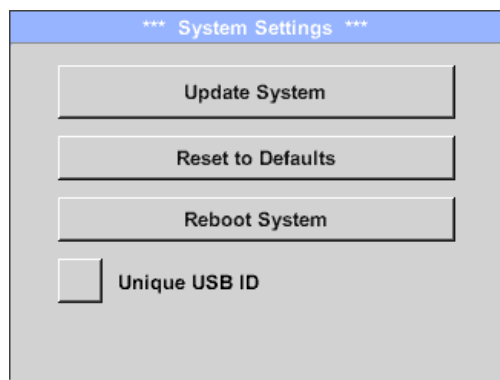 *** System Settings ***
Update System
Reset to Defaults
Reboot System
Unique USB ID